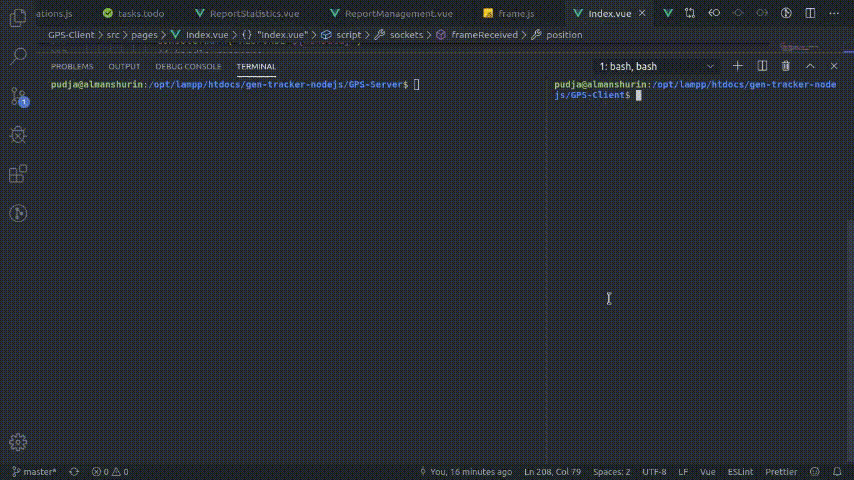 ations.js tasks.todo ReportStatistics.vue ReportManagement.vue frame.js Index.vue
GPS-Client > src > pages > Index.vue > {} "Index.vue" > script > sockets > frameReceived > position
PROBLEMS OUTPUT DEBUG CONSOLE TERMINAL 1: bash, bash
pudja@almanshurin:/opt/lampp/htdocs/gen-tracker-nodejs/GPS-Server$
pudja@almanshurin:/opt/lampp/htdocs/gen-tracker-node
js/GPS-Client$
1
master* 0 0 You, 16 minutes ago Ln 208, Col 79 Spaces: 2 UTF-8 LF Vue ESLint Prettier